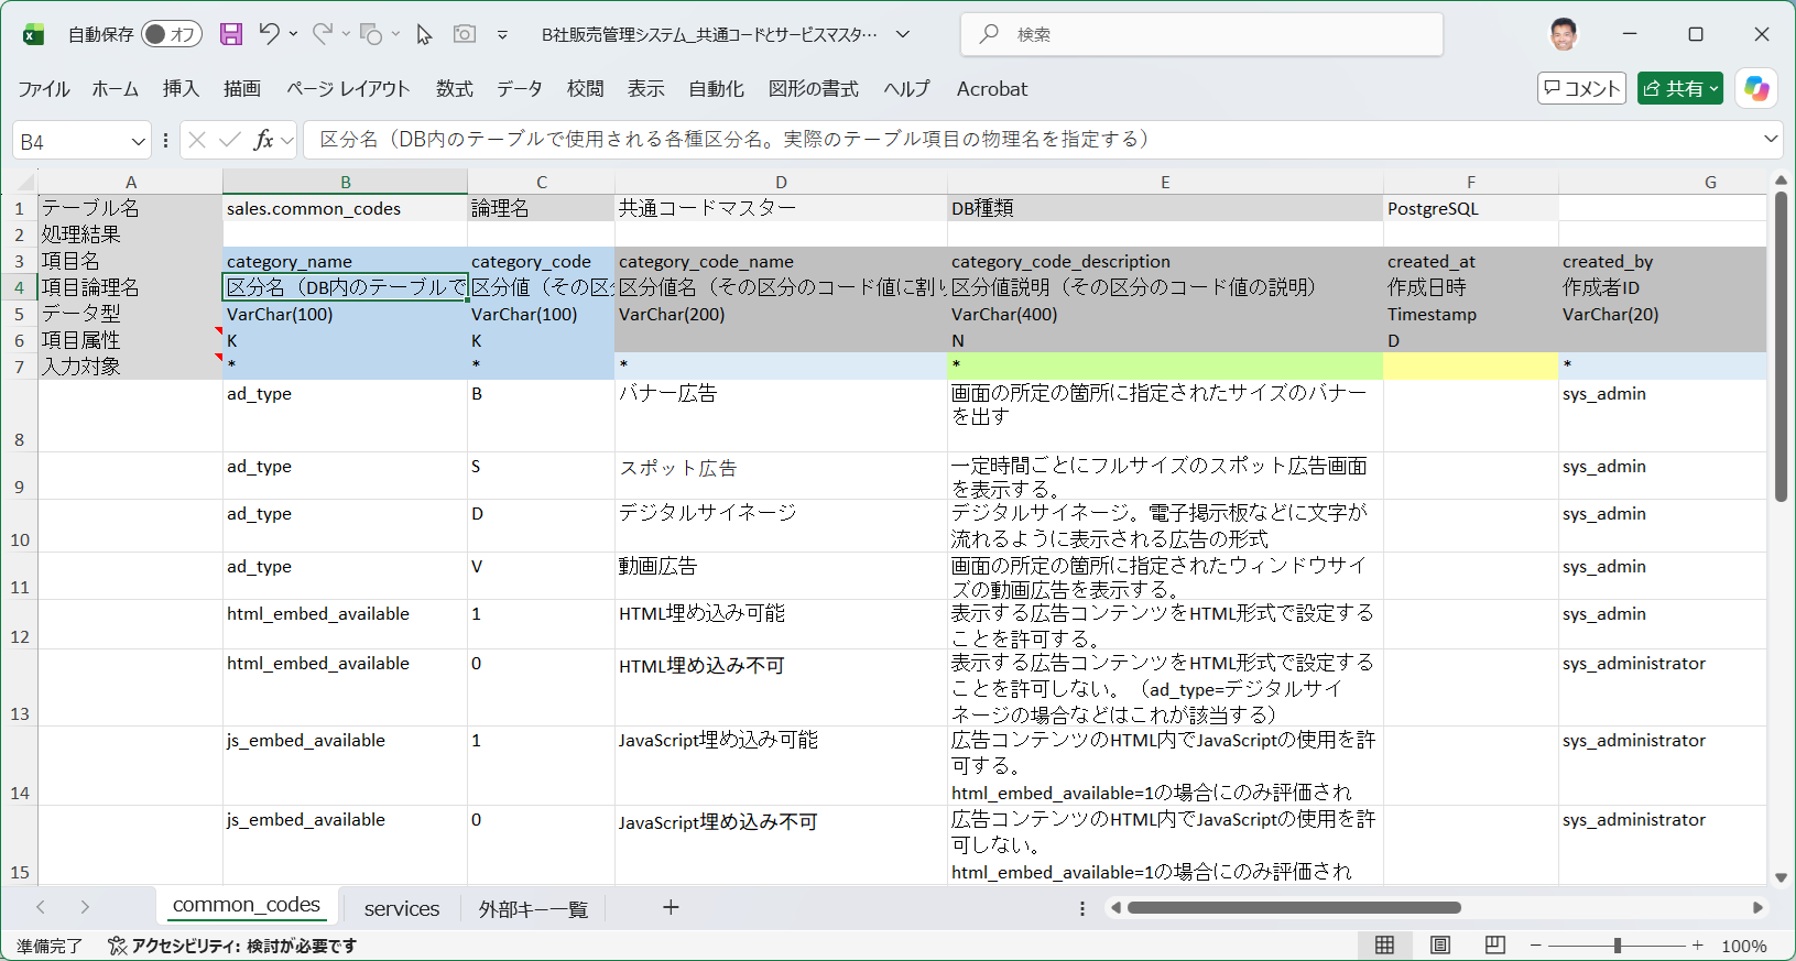 自動保存 オフ B社販売管理システム_共通コードとサービスマスタ… 検索
ファイル ホーム 挿入 描画 ページ レイアウト 数式 データ 校閲 表示 自動化 図形の書式 ヘルプ Acrobat コメント 共有
B4 fx 区分名（DB内のテーブルで使用される各種区分名。実際のテーブル項目の物理名を指定する）
A B C D E F G
1 テーブル名 sales.common_codes 論理名 共通コードマスター DB種類 PostgreSQL
2 処理結果
3 項目名 category_name category_code category_code_name category_code_description created_at created_by
4 項目論理名 区分名（DB内のテーブルで 区分値（その区分 区分値名（その区分のコード値に割り 区分値説明（その区分のコード値の説明） 作成日時 作成者ID
5 データ型 VarChar(100) VarChar(100) VarChar(200) VarChar(400) Timestamp VarChar(20)
6 項目属性 K K N D
7 入力対象 * * * * *
ad_type B バナー広告 画面の所定の箇所に指定されたサイズのバナー sys_admin
を出す
8
ad_type S スポット広告 一定時間ごとにフルサイズのスポット広告画面 sys_admin
9 を表示する。
ad_type D デジタルサイネージ デジタルサイネージ。電子掲示板などに文字が sys_admin
10 流れるように表示される広告の形式
ad_type V 動画広告 画面の所定の箇所に指定されたウィンドウサイ sys_admin
11 ズの動画広告を表示する。
html_embed_available 1 HTML埋め込み可能 表示する広告コンテンツをHTML形式で設定する sys_admin
12 ことを許可する。
html_embed_available 0 HTML埋め込み不可 表示する広告コンテンツをHTML形式で設定する sys_administrator
ことを許可しない。（ad_type=デジタルサイ
13 ネージの場合などはこれが該当する）
js_embed_available 1 JavaScript埋め込み可能 広告コンテンツのHTML内でJavaScriptの使用を許 sys_administrator
可する。
14 html_embed_available=1の場合にのみ評価され
js_embed_available 0 JavaScript埋め込み不可 広告コンテンツのHTML内でJavaScriptの使用を許 sys_administrator
可しない。
15 html_embed_available=1の場合にのみ評価され
common_codes services 外部キー一覧 +
準備完了 アクセシビリティ: 検討が必要です 100%